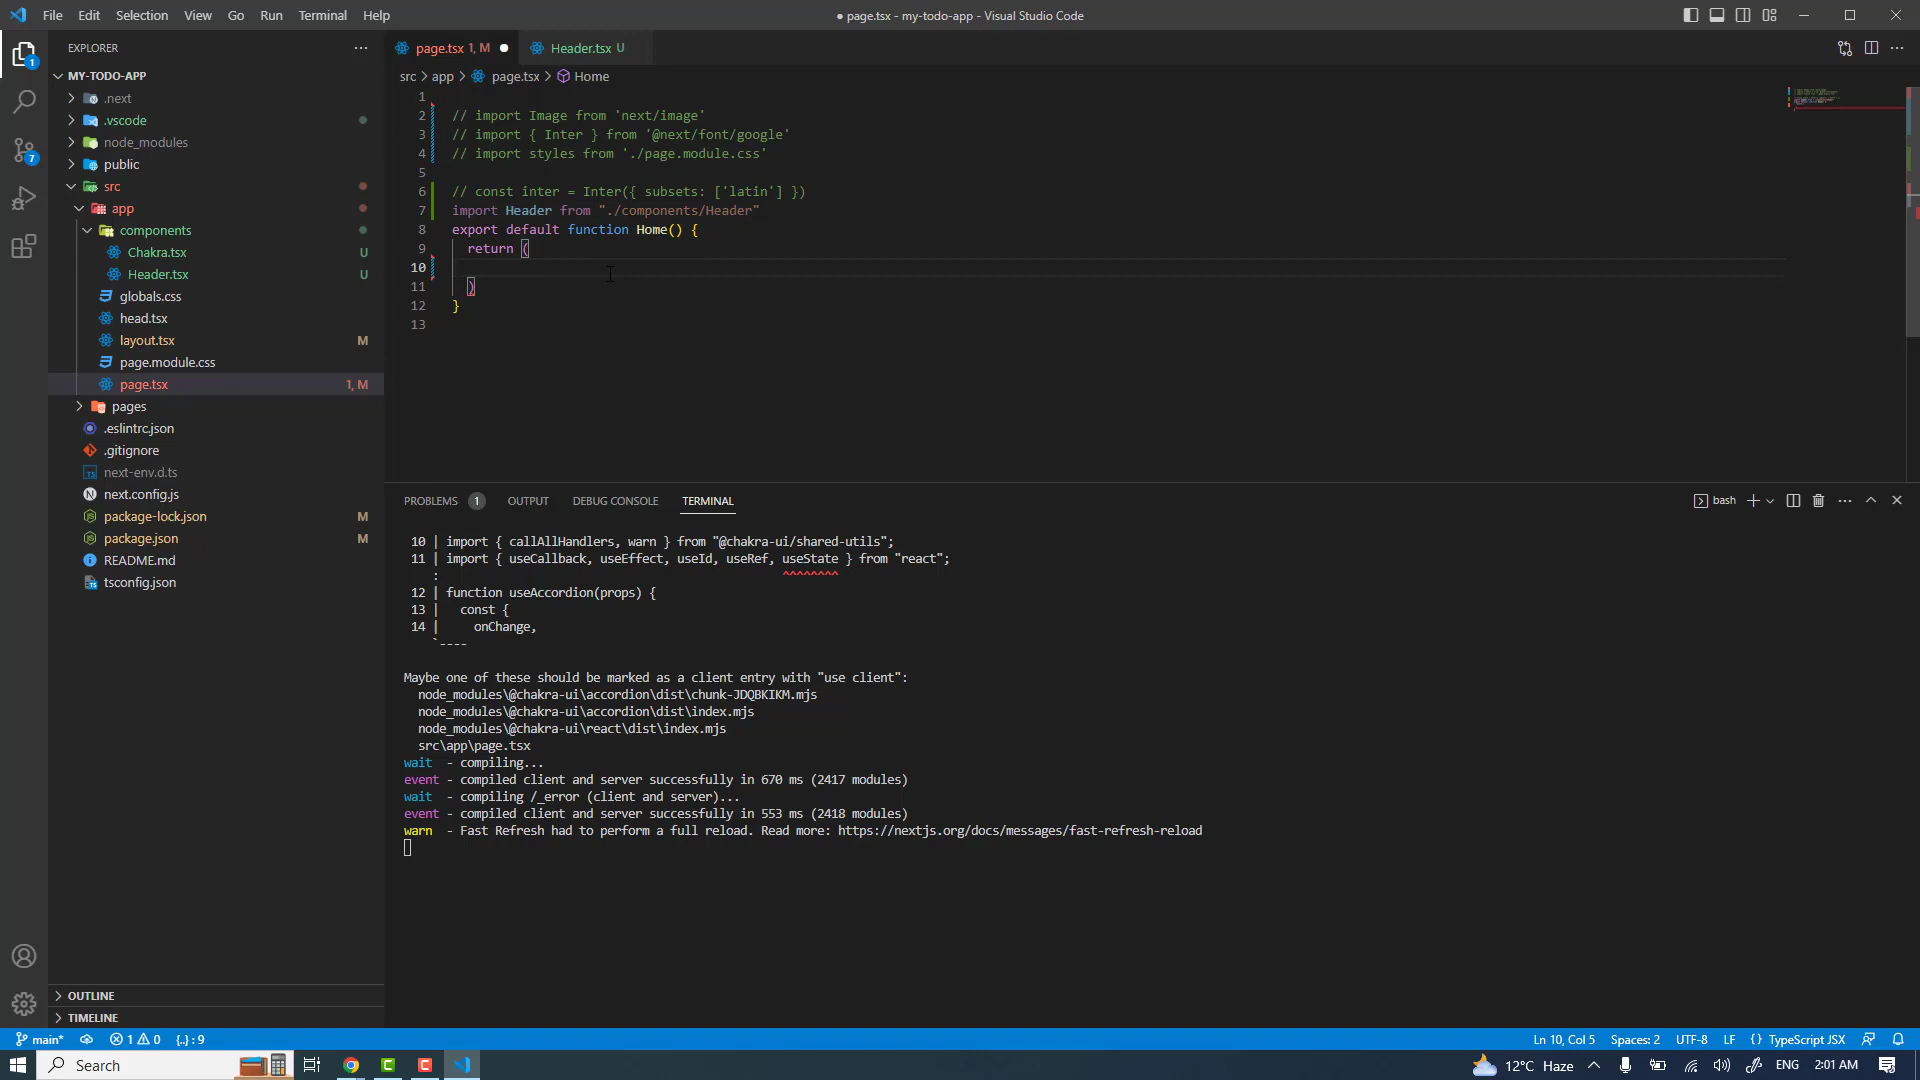 File Edit Selection View Go Run Terminal Help
● page.tsx - my-todo-app - Visual Studio Code
EXPLORER
MY-TODO-APP
.next
.vscode
node_modules
public
src
app
components
Chakra.tsx U
Header.tsx U
globals.css
head.tsx
layout.tsx M
page.module.css
page.tsx 1, M
pages
.eslintrc.json
.gitignore
next-env.d.ts
next.config.js
package-lock.json M
package.json M
README.md
tsconfig.json
OUTLINE
TIMELINE
1
7
page.tsx 1, M
Header.tsx U
src > app > page.tsx > Home
1
2 // import Image from 'next/image'
3 // import { Inter } from '@next/font/google'
4 // import styles from './page.module.css'
5
6 // const inter = Inter({ subsets: ['latin'] })
7 import Header from "./components/Header"
8 export default function Home() {
9 return (
10
11 )
12 }
13
PROBLEMS 1 OUTPUT DEBUG CONSOLE TERMINAL
bash
10 | import { callAllHandlers, warn } from "@chakra-ui/shared-utils";
11 | import { useCallback, useEffect, useId, useRef, useState } from "react";
: ^^^^^^^^
12 | function useAccordion(props) {
13 | const {
14 | onChange,
`----
Maybe one of these should be marked as a client entry with "use client":
node_modules\@chakra-ui\accordion\dist\chunk-JDQBKIKM.mjs
node_modules\@chakra-ui\accordion\dist\index.mjs
node_modules\@chakra-ui\react\dist\index.mjs
src\app\page.tsx
wait - compiling...
event - compiled client and server successfully in 670 ms (2417 modules)
wait - compiling /_error (client and server)...
event - compiled client and server successfully in 553 ms (2418 modules)
warn - Fast Refresh had to perform a full reload. Read more: https://nextjs.org/docs/messages/fast-refresh-reload
main* 1 0 {..} : 9
Ln 10, Col 5 Spaces: 2 UTF-8 LF {} TypeScript JSX
Search
12°C Haze ENG 2:01 AM